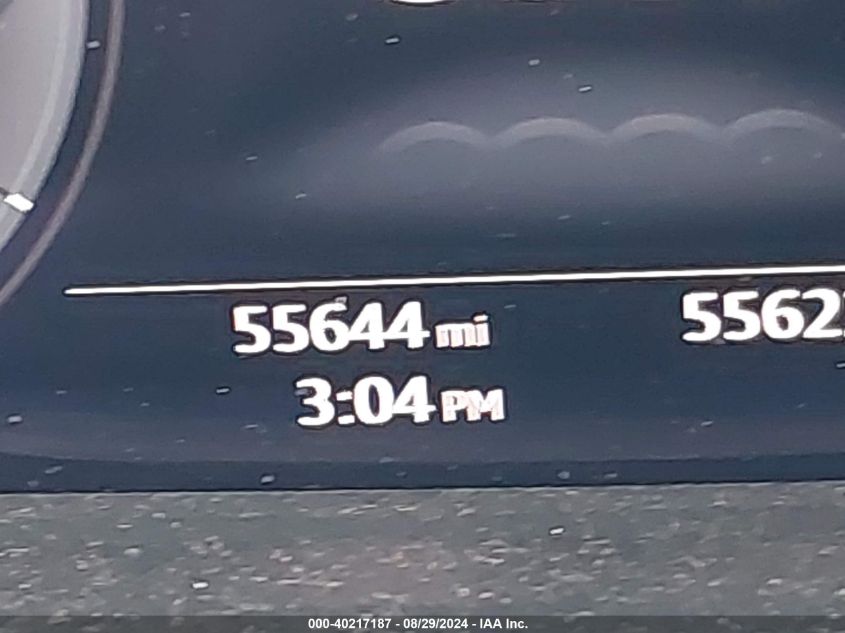 55644 mi
3:04 PM
000-40217187 - 08/29/2024 - IAA Inc.